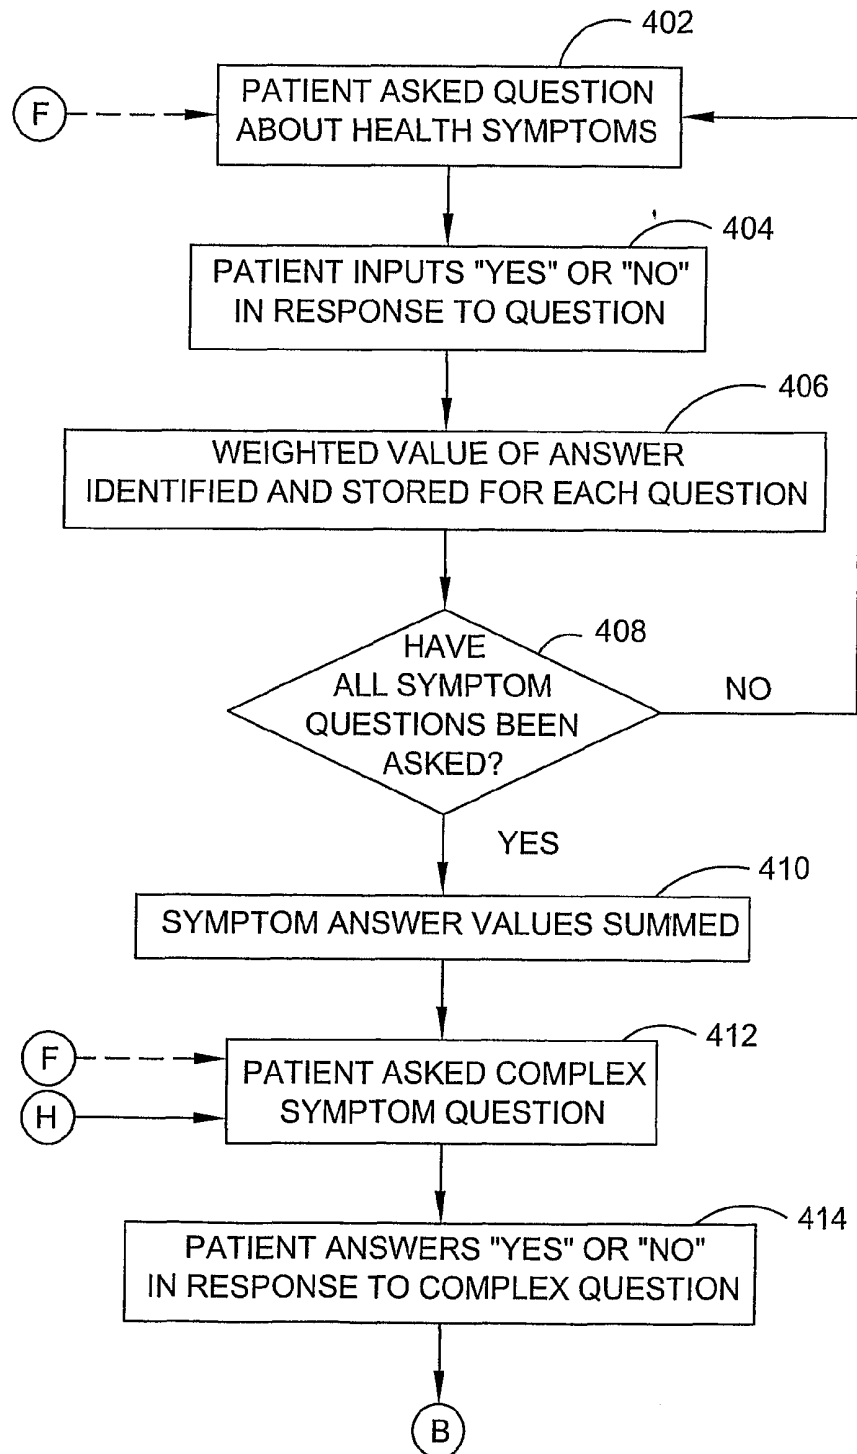 402
PATIENT ASKED QUESTION
ABOUT HEALTH SYMPTOMS
F
404
PATIENT INPUTS "YES" OR "NO"
IN RESPONSE TO QUESTION
406
WEIGHTED VALUE OF ANSWER
IDENTIFIED AND STORED FOR EACH QUESTION
408
HAVE
ALL SYMPTOM
QUESTIONS BEEN
ASKED?
NO
YES
410
SYMPTOM ANSWER VALUES SUMMED
412
F
H
PATIENT ASKED COMPLEX
SYMPTOM QUESTION
414
PATIENT ANSWERS "YES" OR "NO"
IN RESPONSE TO COMPLEX QUESTION
B